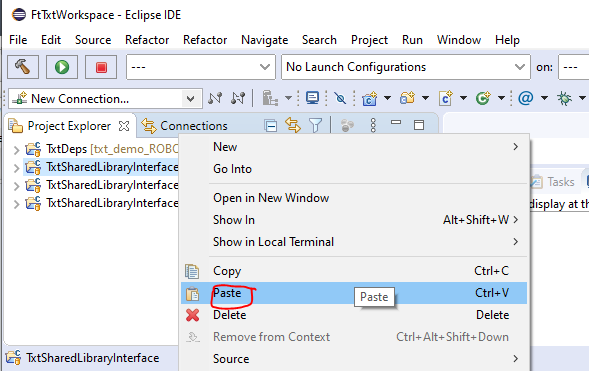 FtTxtWorkspace - Eclipse IDE
File Edit Source Refactor Refactor Navigate Search Project Run Window Help
--- No Launch Configurations on: ---
New Connection...
Project Explorer Connections
TxtDeps [txt_demo_ROBO
TxtSharedLibraryInterface
TxtSharedLibraryInterface
TxtSharedLibraryInterface
New
Go Into
Open in New Window
Show In Alt+Shift+W
Show in Local Terminal
Copy Ctrl+C
Paste Ctrl+V
Paste
Delete Delete
Remove from Context Ctrl+Alt+Shift+Down
Source
Tasks
display at th
TxtSharedLibraryInterface